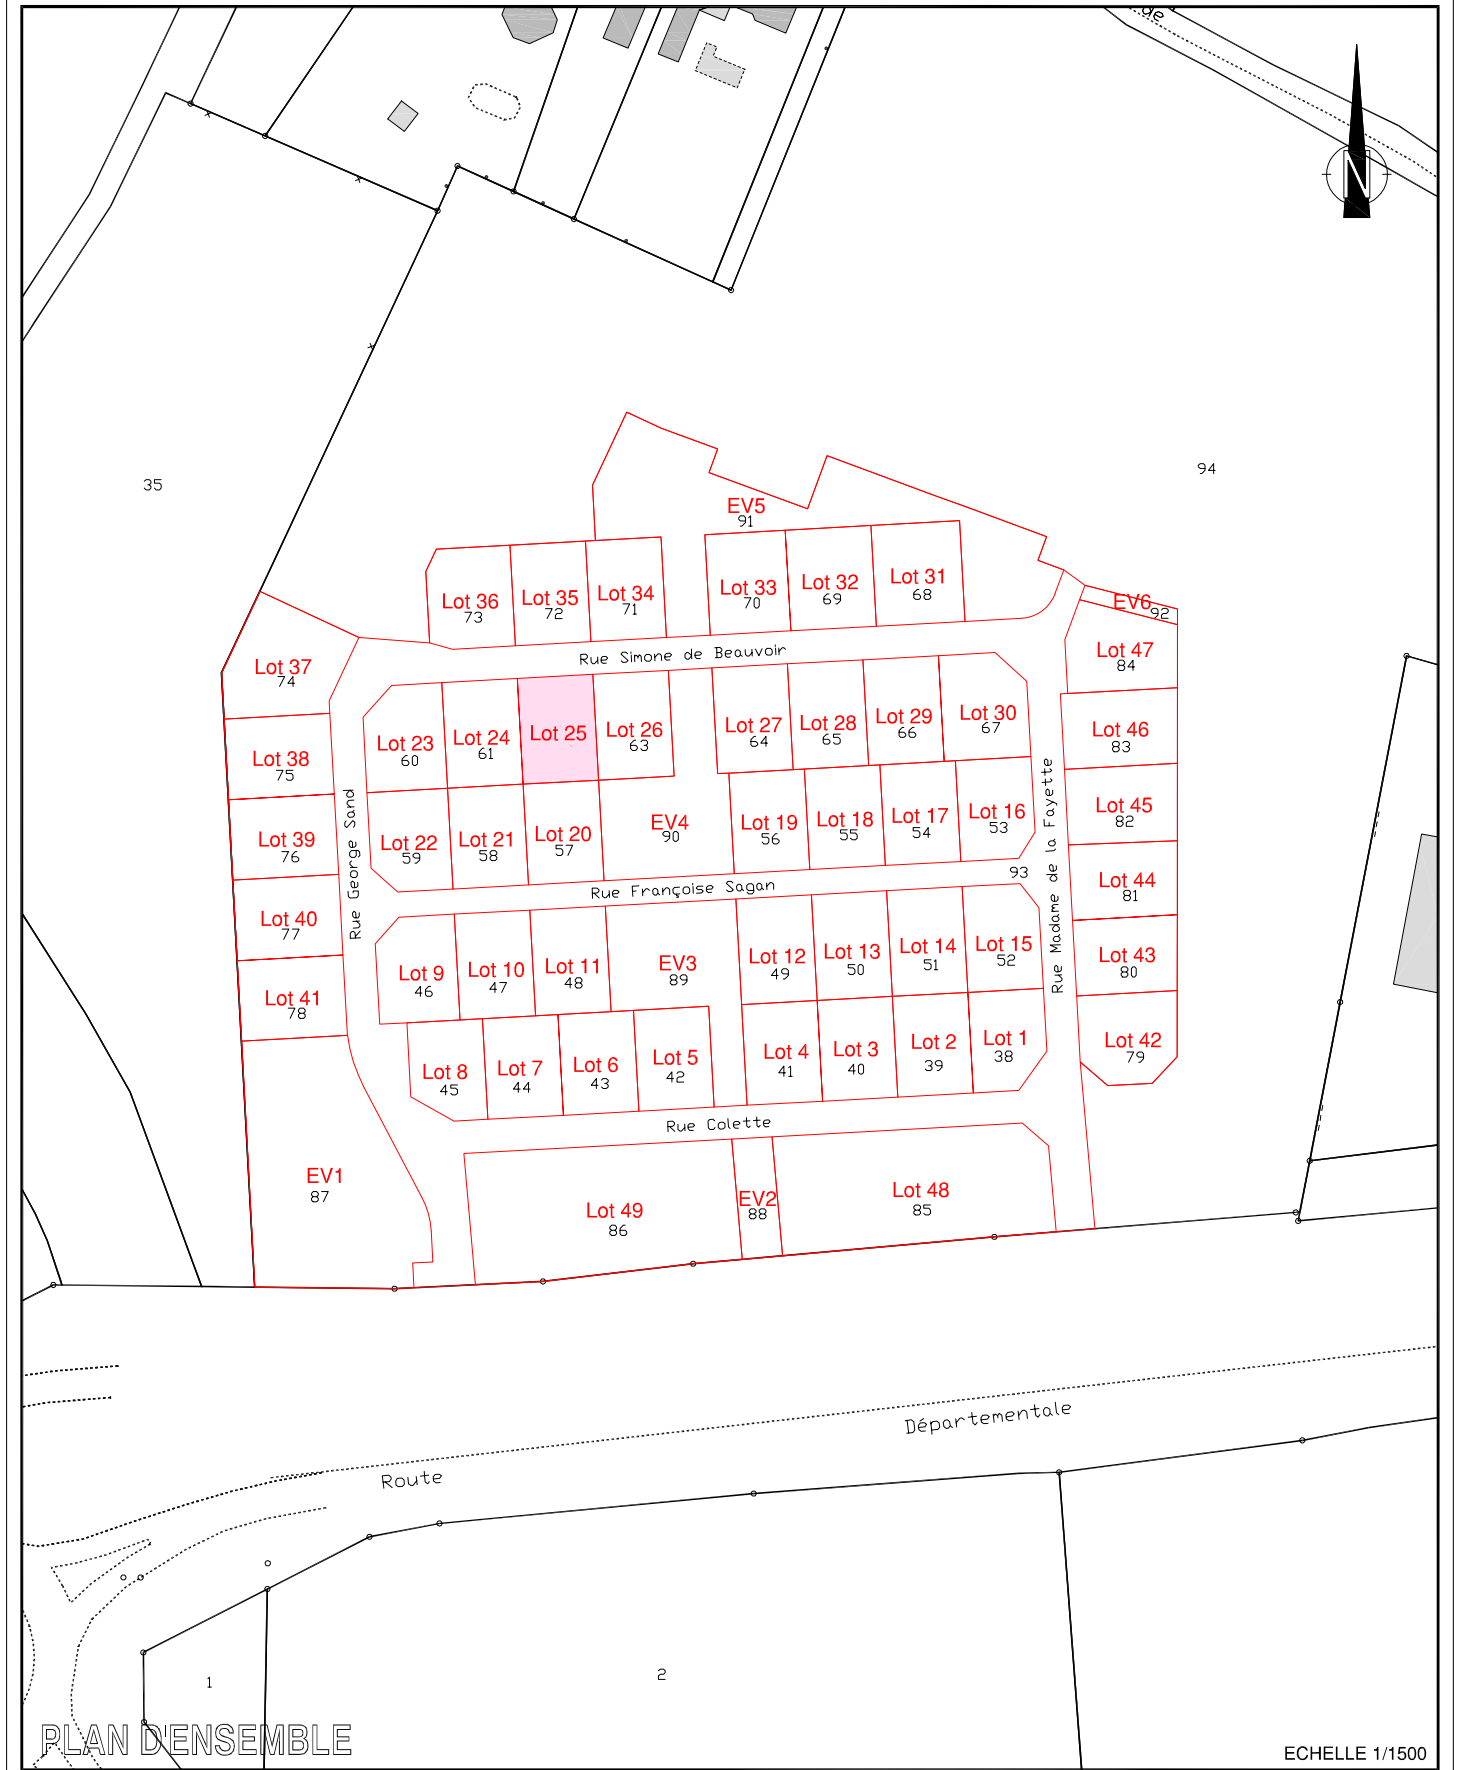 de
N
35
94
EV5
91
Lot 36
73
Lot 35
72
Lot 34
71
Lot 33
70
Lot 32
69
Lot 31
68
EV6
92
Lot 37
74
Rue Simone de Beauvoir
Lot 47
84
Lot 23
60
Lot 24
61
Lot 25
Lot 26
63
Lot 27
64
Lot 28
65
Lot 29
66
Lot 30
67
Lot 46
83
Lot 38
75
Rue George Sand
Rue Madame de la Fayette
Lot 39
76
Lot 22
59
Lot 21
58
Lot 20
57
EV4
90
Lot 19
56
Lot 18
55
Lot 17
54
Lot 16
53
Lot 45
82
Rue Françoise Sagan
93
Lot 44
81
Lot 40
77
Lot 9
46
Lot 10
47
Lot 11
48
EV3
89
Lot 12
49
Lot 13
50
Lot 14
51
Lot 15
52
Lot 43
80
Lot 41
78
Lot 8
45
Lot 7
44
Lot 6
43
Lot 5
42
Lot 4
41
Lot 3
40
Lot 2
39
Lot 1
38
Lot 42
79
Rue Colette
EV1
87
Lot 49
86
EV2
88
Lot 48
85
Route Départementale
1
2
PLAN D'ENSEMBLE
ECHELLE 1/1500